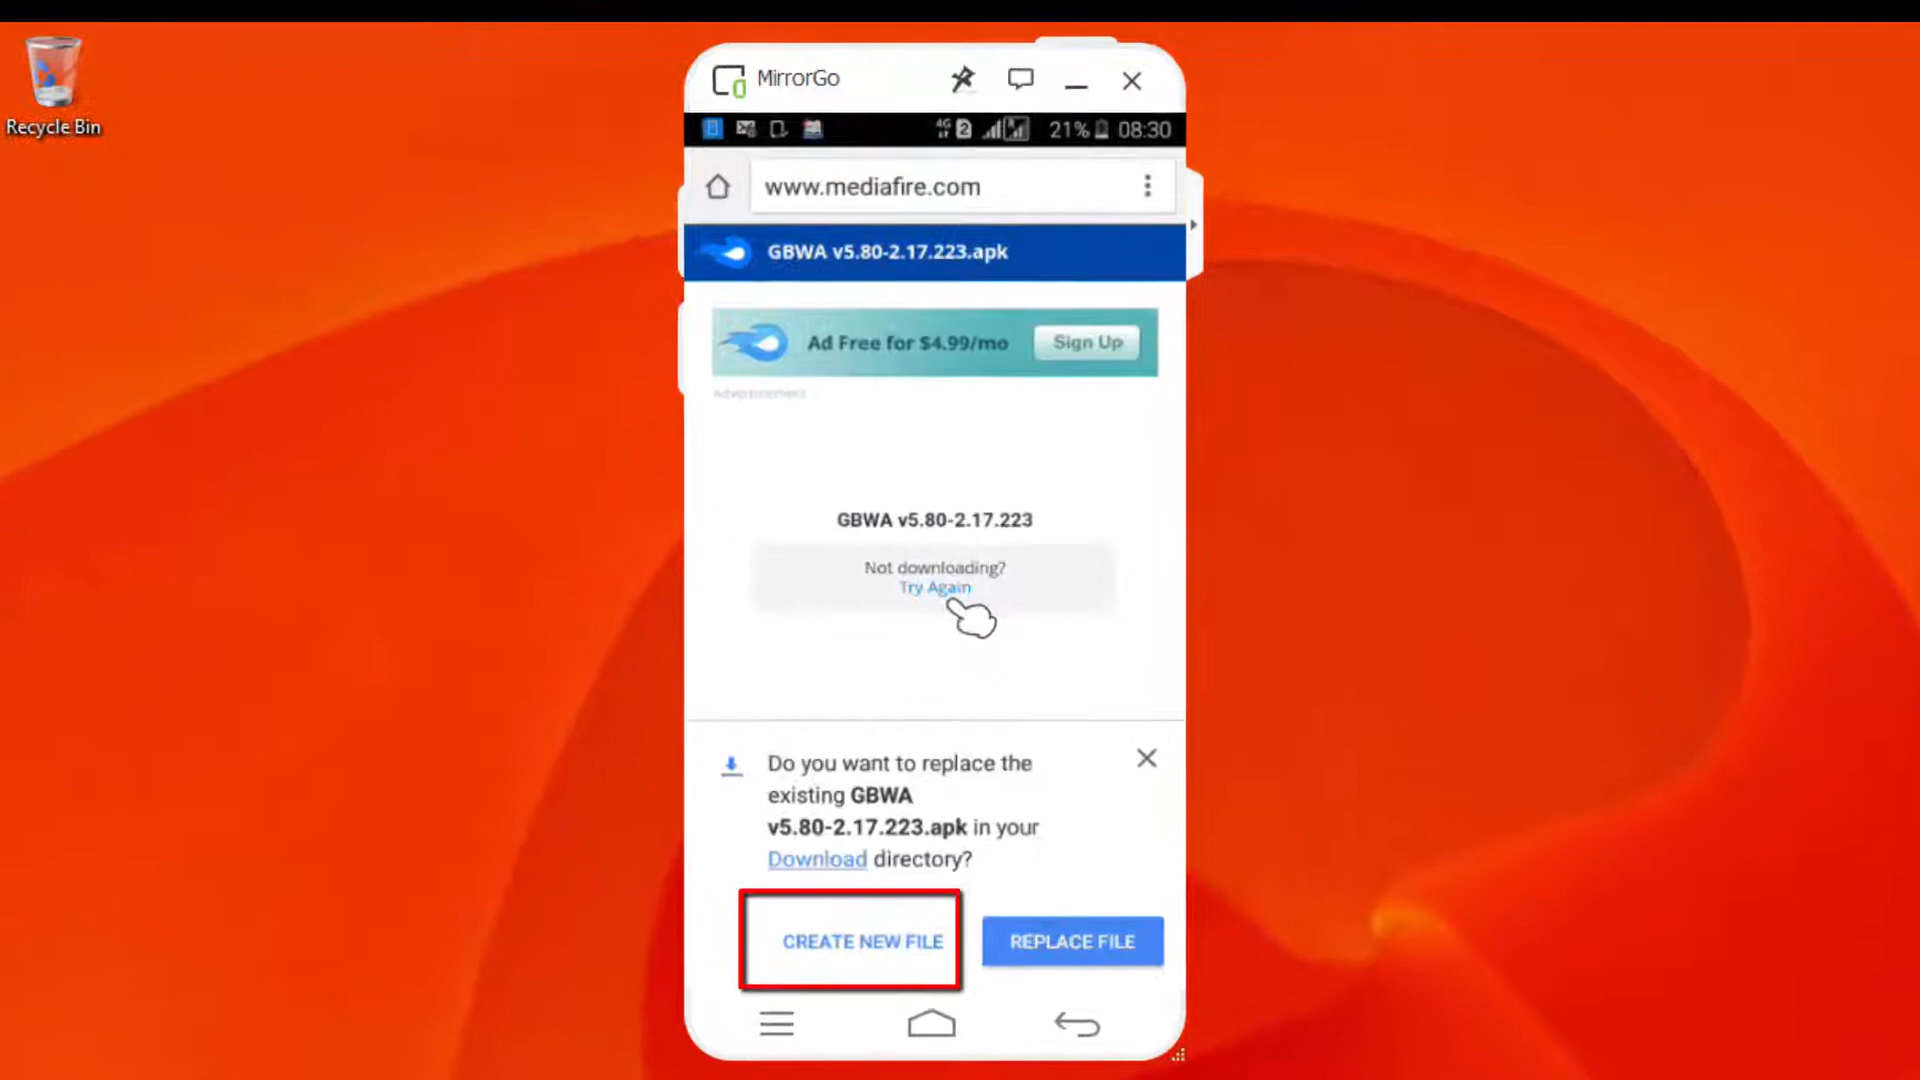 Recycle Bin
MirrorGo
4G 2 21% 08:30
www.mediafire.com
GBWA v5.80-2.17.223.apk
Ad Free for $4.99/mo
Sign Up
Advertisement
GBWA v5.80-2.17.223
Not downloading?
Try Again
Do you want to replace the
existing GBWA
v5.80-2.17.223.apk in your
Download directory?
CREATE NEW FILE
REPLACE FILE